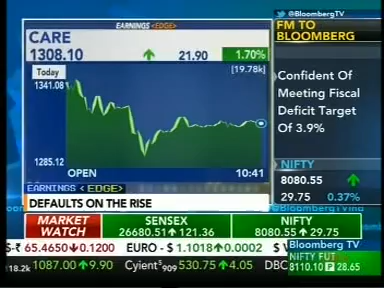 EARNINGS <EDGE>
@BloombergTV
CARE
1308.10 21.90 1.70%
FM TO
BLOOMBERG
Today
[19.78k]
1341.08
Confident Of
Meeting Fiscal
Deficit Target
Of 3.9%
1285.12
OPEN 10:41
NIFTY
8080.55
29.75 0.37%
EARNINGS <EDGE>
DEFAULTS ON THE RISE
MARKET
WATCH
SENSEX
26680.51 121.36
NIFTY
8080.55 29.75
65.4650 0.1200 EURO - $ 1.1018 0.0002
Bloomberg TV
NIFTY FUT
8110.10 P 28.65
118.2k 1087.00 9.90 Cyient 909 530.75 4.05 DBC